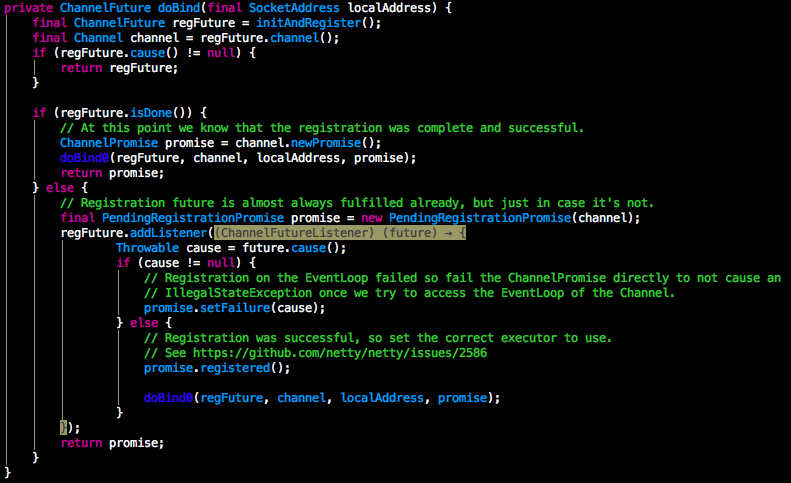 private ChannelFuture doBind(final SocketAddress localAddress) {
    final ChannelFuture regFuture = initAndRegister();
    final Channel channel = regFuture.channel();
    if (regFuture.cause() != null) {
        return regFuture;
    }

    if (regFuture.isDone()) {
        // At this point we know that the registration was complete and successful.
        ChannelPromise promise = channel.newPromise();
        doBind0(regFuture, channel, localAddress, promise);
        return promise;
    } else {
        // Registration future is almost always fulfilled already, but just in case it's not.
        final PendingRegistrationPromise promise = new PendingRegistrationPromise(channel);
        regFuture.addListener((ChannelFutureListener) (future) → {
                Throwable cause = future.cause();
                if (cause != null) {
                    // Registration on the EventLoop failed so fail the ChannelPromise directly to not cause an
                    // IllegalStateException once we try to access the EventLoop of the Channel.
                    promise.setFailure(cause);
                } else {
                    // Registration was successful, so set the correct executor to use.
                    // See https://github.com/netty/netty/issues/2586
                    promise.registered();

                    doBind0(regFuture, channel, localAddress, promise);
                }
        });
        return promise;
    }
}